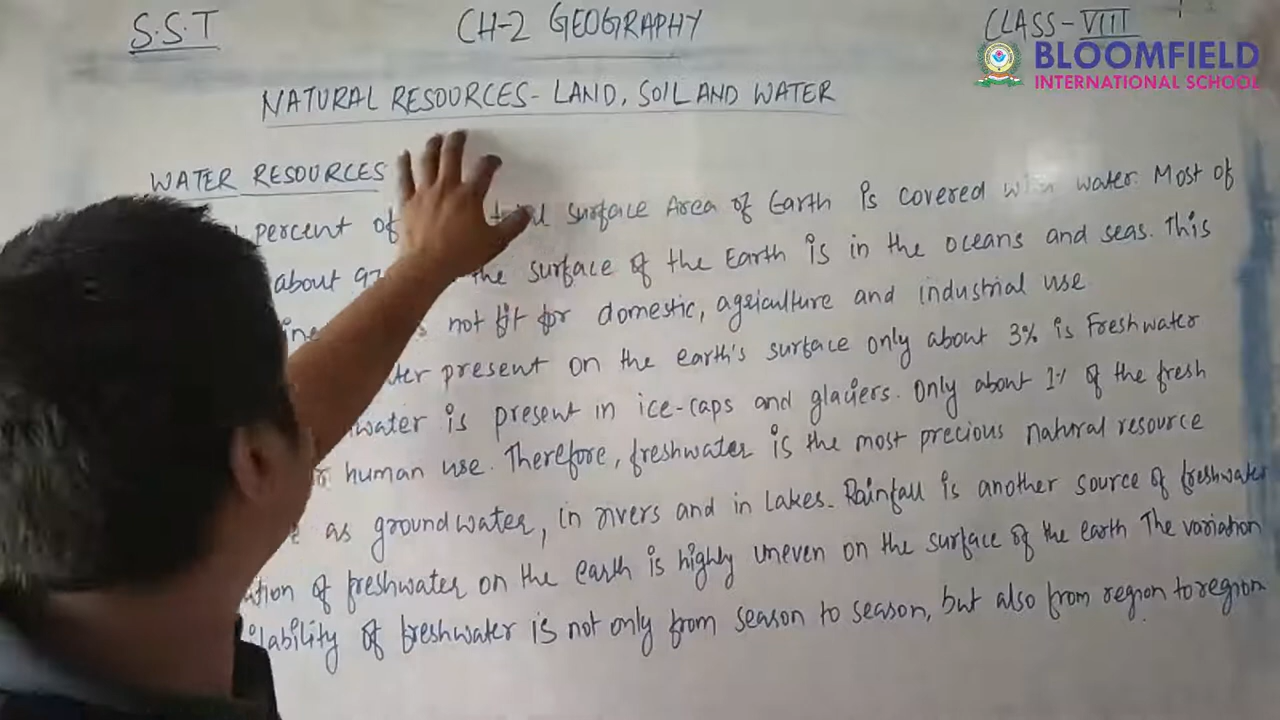 S.S.T
CH-2 GEOGRAPHY
CLASS-VIII
BLOOMFIELD
INTERNATIONAL SCHOOL
NATURAL RESOURCES- LAND, SOIL AND WATER
WATER RESOURCES
percent of surface Area of Earth is covered with water. Most of
about the surface of the Earth is in the oceans and seas. This
not fit for domestic, agriculture and industrial use
present on the earth's surface only about 3% is Freshwater
is present in ice-caps and glaciers. Only about 1% of the fresh
human use. Therefore, freshwater is the most precious natural resource
as groundwater, in rivers and in lakes. Rainfall is another source of freshwater
of freshwater on the earth is highly uneven on the surface of the earth The variation
of freshwater is not only from season to season, but also from region to region